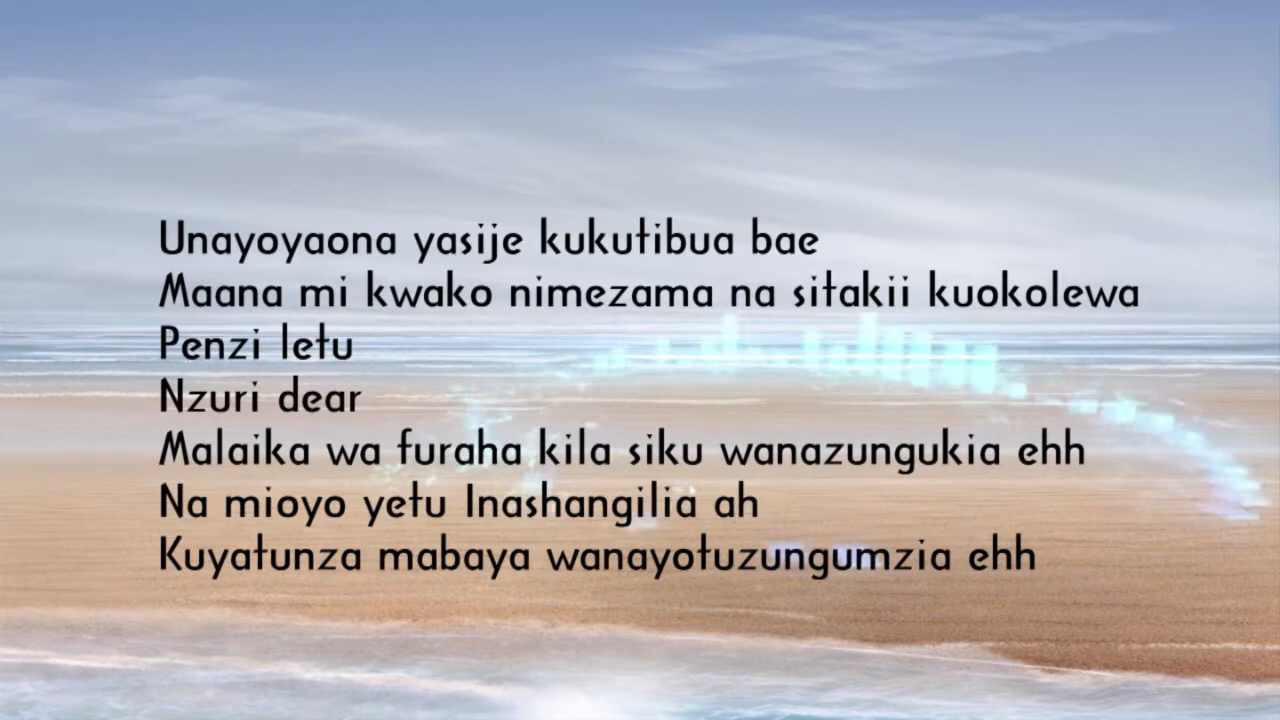 Unayoyaona yasije kukutibua bae
Maana mi kwako nimezama na sitakii kuokolewa
Penzi letu
Nzuri dear
Malaika wa furaha kila siku wanazungukia ehh
Na mioyo yetu Inashangilia ah
Kuyatunza mabaya wanayotuzungumzia ehh